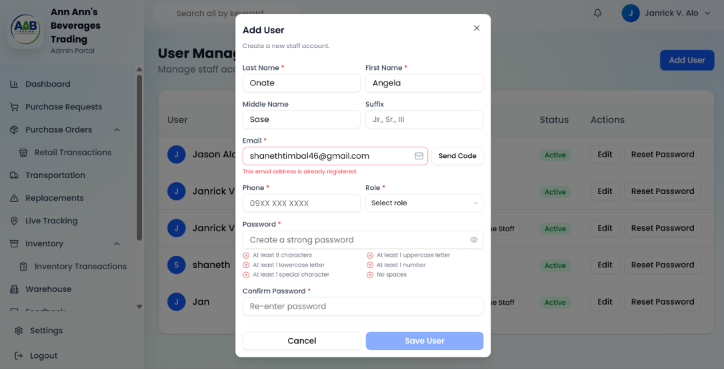 AAB
Ann Ann's
Beverages
Trading
Admin Portal
Search all by keyword
Janrick V. Alo
Dashboard
Purchase Requests
Purchase Orders
Retail Transactions
Transportation
Replacements
Live Tracking
Inventory
Inventory Transactions
Warehouse
Settings
Logout
User Mana
Manage staff acc
Add User
User
Status
Actions
J
Jason Alo
Active
Edit
Reset Password
J
Janrick V
Active
Edit
Reset Password
J
Janrick V
se Staff
Active
Edit
Reset Password
S
shaneth
Active
Edit
Reset Password
J
Jan
se Staff
Active
Edit
Reset Password
Add User
Create a new staff account.
Last Name *
First Name *
Onate
Angela
Middle Name
Suffix
Sase
Jr., Sr., III
Email *
shanethtimbal46@gmail.com
Send Code
This email address is already registered.
Phone *
Role *
09XX XXX XXXX
Select role
Password *
Create a strong password
At least 8 characters
At least 1 uppercase letter
At least 1 lowercase letter
At least 1 number
At least 1 special character
No spaces
Confirm Password *
Re-enter password
Cancel
Save User